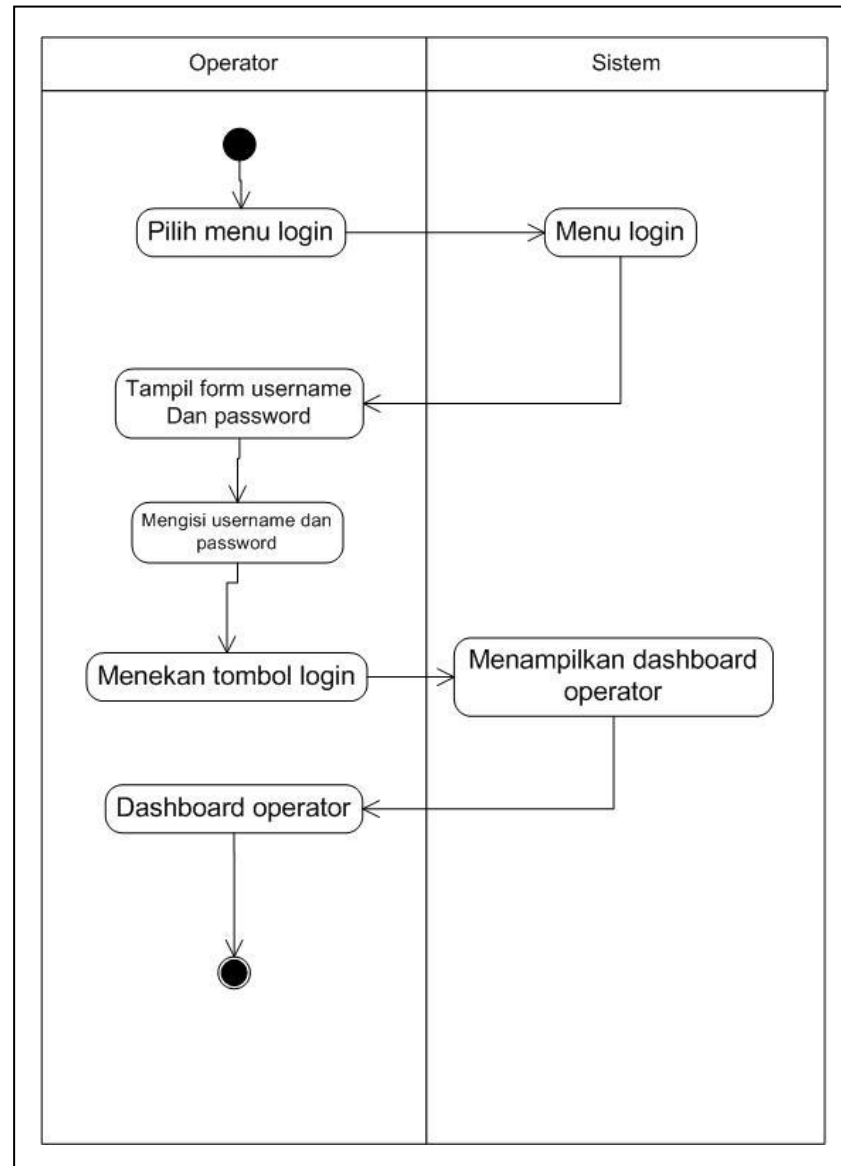 Operator
Sistem
Pilih menu login
Menu login
Tampil form username
Dan password
Mengisi username dan
password
Menekan tombol login
Menampilkan dashboard
operator
Dashboard operator